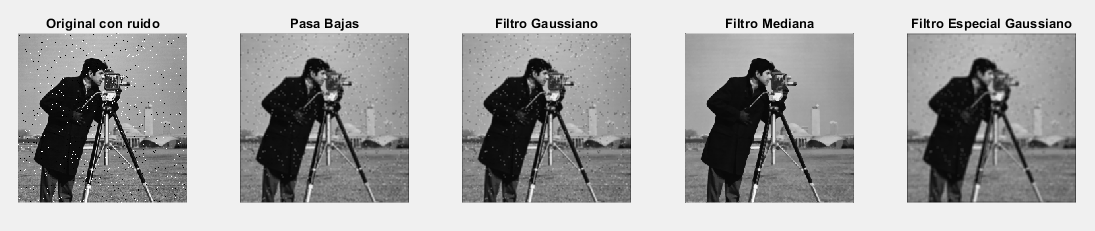 Original con ruido
Pasa Bajas
Filtro Gaussiano
Filtro Mediana
Filtro Especial Gaussiano